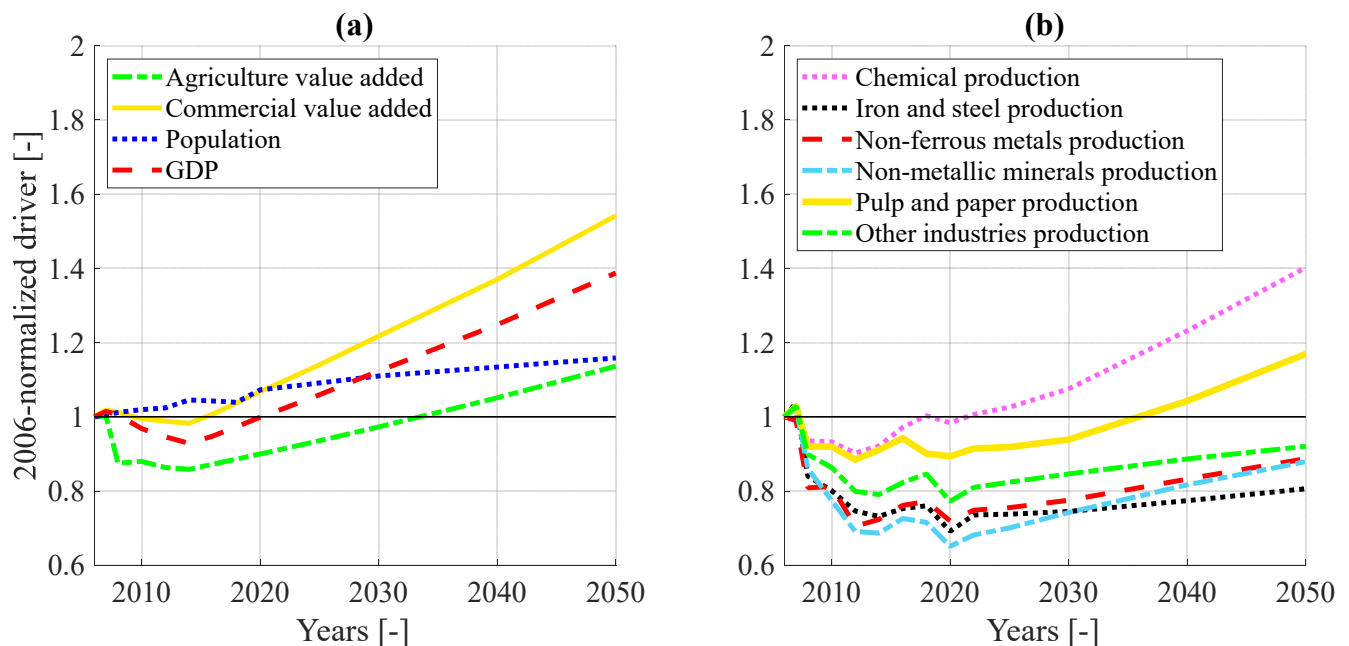 (a)
2006-normalized driver [-]
2
1.8
1.6
1.4
1.2
1
0.8
0.6
Agriculture value added
Commercial value added
Population
GDP
2010 2020 2030 2040 2050
Years [-]
(b)
2
1.8
1.6
1.4
1.2
1
0.8
0.6
Chemical production
Iron and steel production
Non-ferrous metals production
Non-metallic minerals production
Pulp and paper production
Other industries production
2010 2020 2030 2040 2050
Years [-]